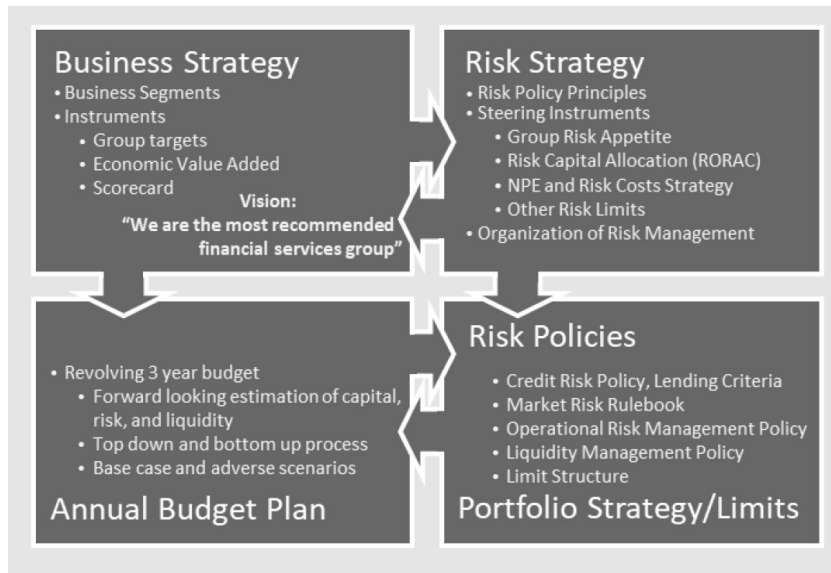 Business Strategy
• Business Segments
• Instruments
• Group targets
• Economic Value Added
• Scorecard
Vision:
“We are the most recommended
financial services group”
Risk Strategy
• Risk Policy Principles
• Steering Instruments
• Group Risk Appetite
• Risk Capital Allocation (RORAC)
• NPE and Risk Costs Strategy
• Other Risk Limits
• Organization of Risk Management
• Revolving 3 year budget
• Forward looking estimation of capital,
risk, and liquidity
• Top down and bottom up process
• Base case and adverse scenarios
Annual Budget Plan
Risk Policies
• Credit Risk Policy, Lending Criteria
• Market Risk Rulebook
• Operational Risk Management Policy
• Liquidity Management Policy
• Limit Structure
Portfolio Strategy/Limits